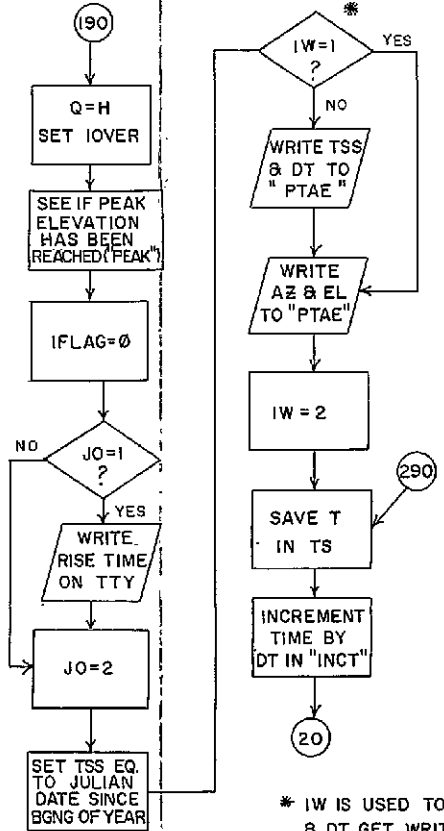 190
Q=H
SET IOVER
SEE IF PEAK
ELEVATION
HAS BEEN
REACHED("PEAK")
IFLAG=Ø
JO=1
?
NO
YES
WRITE
RISE TIME
ON TTY
JO=2
SET TSS EQ.
TO JULIAN
DATE SINCE
BGNG OF YEAR
*
IW=1
?
YES
NO
WRITE TSS
& DT TO
"PTAE"
WRITE
AZ & EL
TO "PTAE"
IW=2
290
SAVE T
IN TS
INCREMENT
TIME BY
DT IN "INCT"
20
* IW IS USED TO
& DT GET WRIT